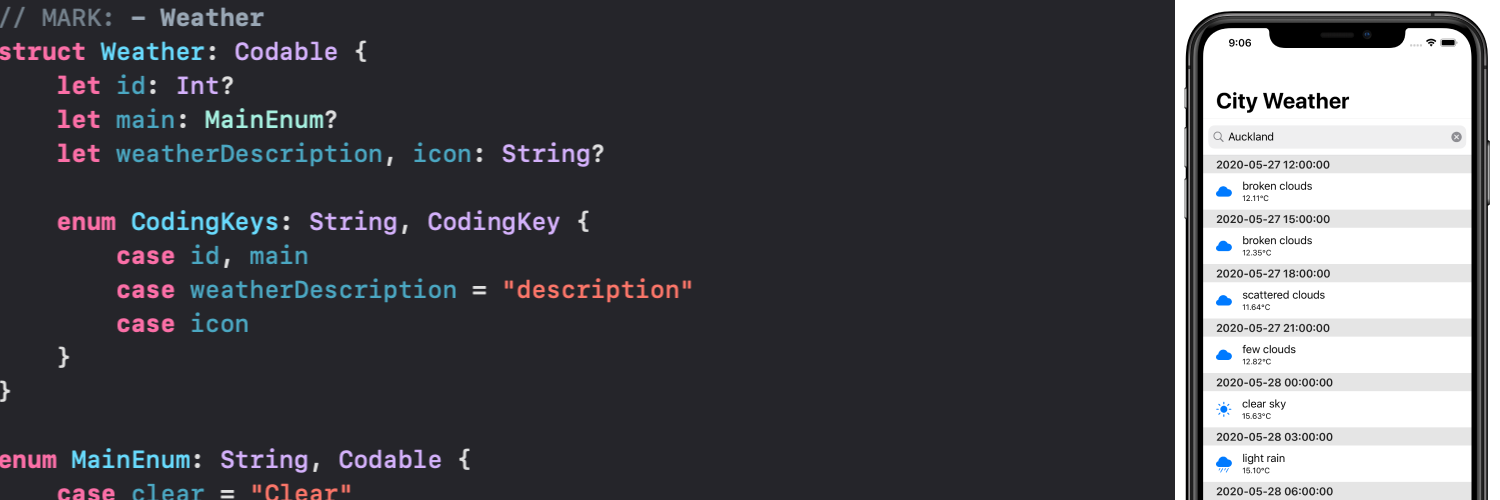 // MARK: - Weather
struct Weather: Codable {
    let id: Int?
    let main: MainEnum?
    let weatherDescription, icon: String?

    enum CodingKeys: String, CodingKey {
        case id, main
        case weatherDescription = "description"
        case icon
    }
}

enum MainEnum: String, Codable {
    case clear = "Clear"
9:06
City Weather
Auckland
2020-05-27 12:00:00
broken clouds
12.11°C
2020-05-27 15:00:00
broken clouds
12.35°C
2020-05-27 18:00:00
scattered clouds
11.64°C
2020-05-27 21:00:00
few clouds
12.82°C
2020-05-28 00:00:00
clear sky
15.63°C
2020-05-28 03:00:00
light rain
15.10°C
2020-05-28 06:00:00